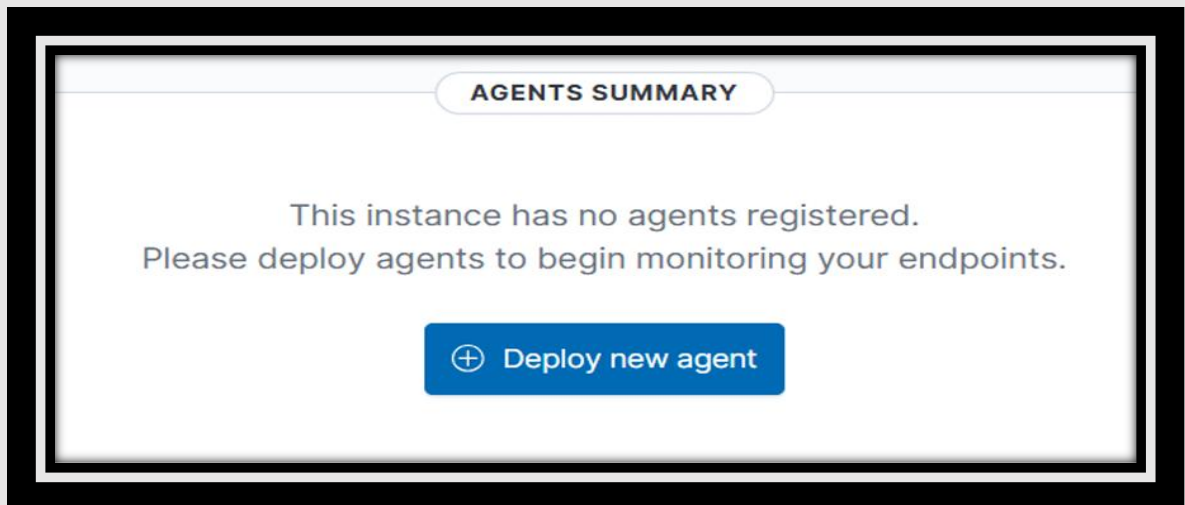 AGENTS SUMMARY
This instance has no agents registered.
Please deploy agents to begin monitoring your endpoints.
Deploy new agent